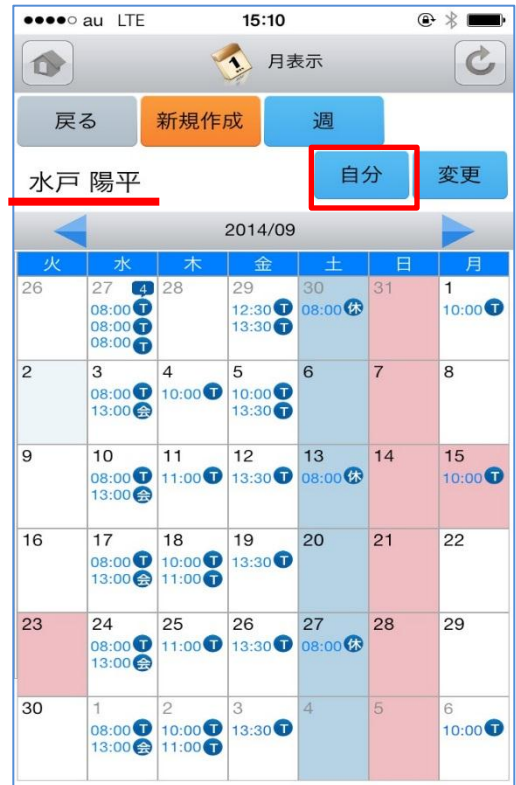 au LTE 15:10
1 月表示
戻る 新規作成 週
水戸 陽平 自分 変更
2014/09
火 水 木 金 土 日 月
26 27 4 28 29 30 31 1
08:00 T 12:30 T 08:00 休 10:00 T
08:00 T 13:30 T
08:00 T
2 3 4 5 6 7 8
08:00 T 10:00 T 10:00 T
13:00 会 13:30 T
9 10 11 12 13 14 15
08:00 T 11:00 T 13:30 T 08:00 休 10:00 T
13:00 会
16 17 18 19 20 21 22
08:00 T 10:00 T 13:30 T
13:00 会 11:00 T
23 24 25 26 27 28 29
08:00 T 11:00 T 13:30 T 08:00 休
13:00 会
30 1 2 3 4 5 6
08:00 T 10:00 T 13:30 T 10:00 T
13:00 会 11:00 T